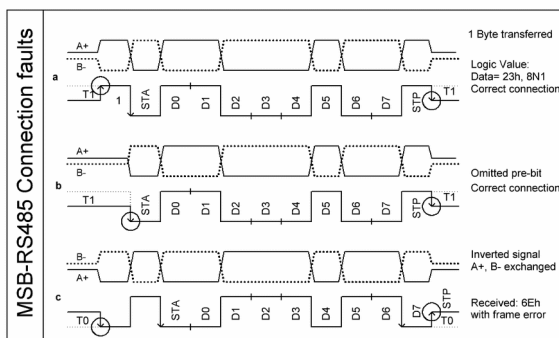 MSB-RS485 Connection faults
A+
B-
1 Byte transferred
a
T1
1
STA
D0
D1
D2
D3
D4
D5
D6
D7
STP
T1
Logic Value:
Data= 23h, 8N1
Correct connection
A+
B-
b
T1
STA
D0
D1
D2
D3
D4
D5
D6
D7
STP
T1
Omitted pre-bit
Correct connection
B-
A+
Inverted signal
A+, B- exchanged
c
T0
STA
D0
D1
D2
D3
D4
D5
D6
D7
STP
T0
Received: 6Eh
with frame error